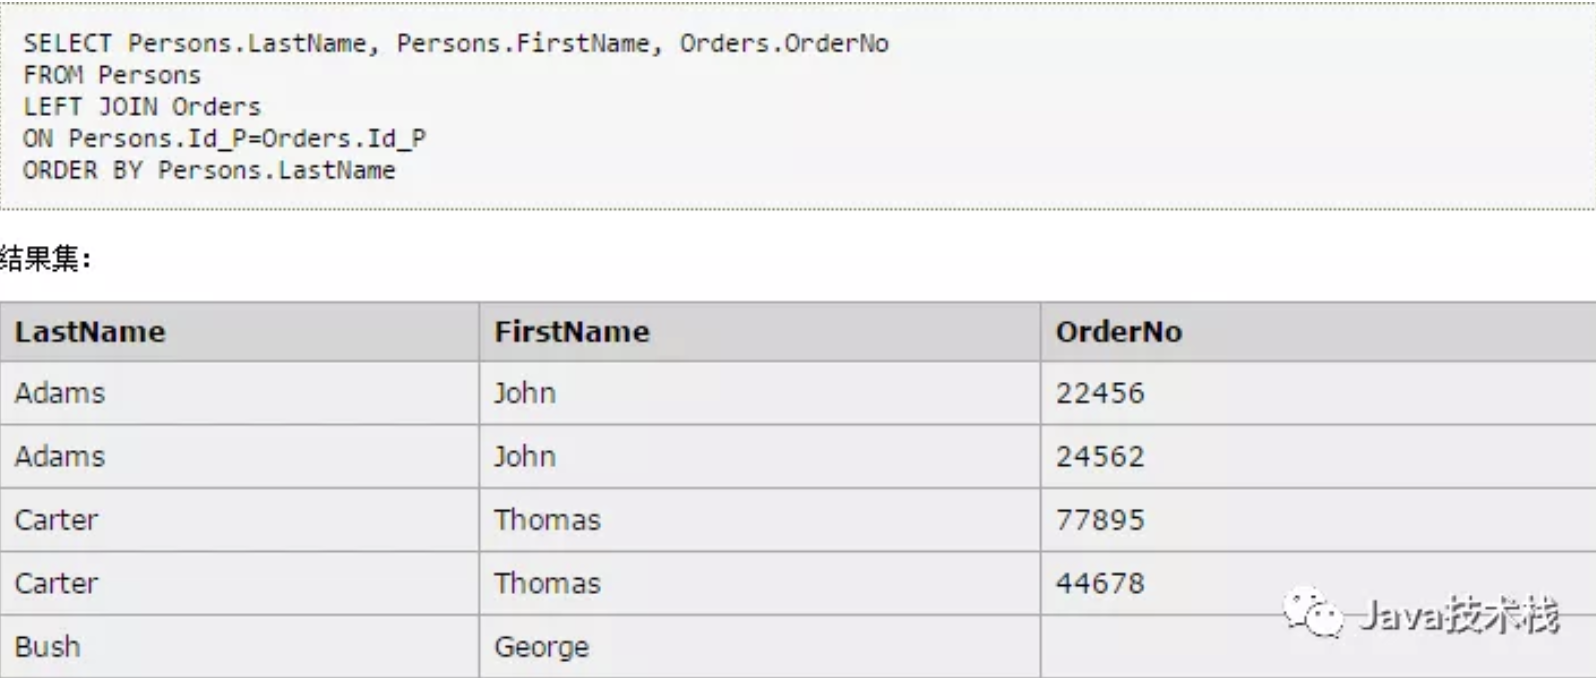 SELECT Persons.LastName, Persons.FirstName, Orders.OrderNo
FROM Persons
LEFT JOIN Orders
ON Persons.Id_P=Orders.Id_P
ORDER BY Persons.LastName
结果集：
LastName FirstName OrderNo
Adams John 22456
Adams John 24562
Carter Thomas 77895
Carter Thomas 44678
Bush George
Java技术栈